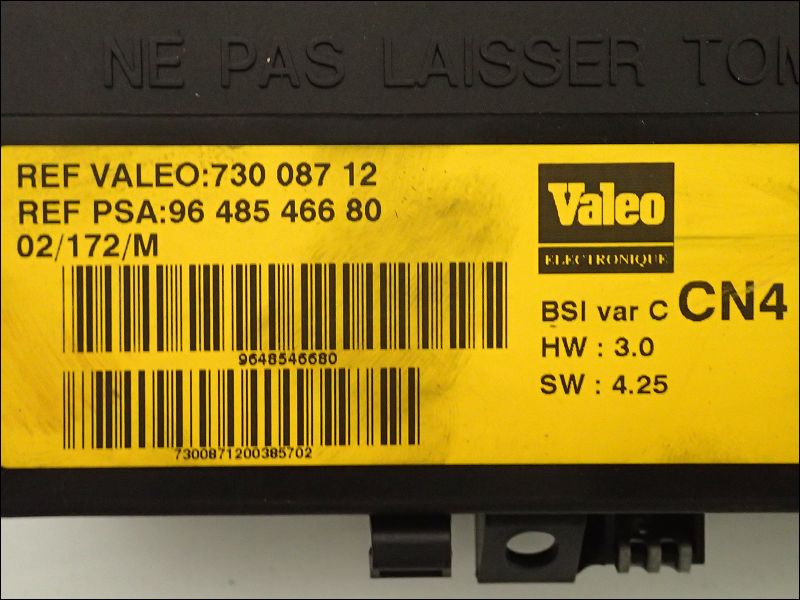 NE PAS LAISSER TOM
REF VALEO:730 087 12
REF PSA:96 485 466 80
02/172/M
9648546680
7300871200385702
Valeo
ELECTRONIQUE
BSI var C CN4
HW : 3.0
SW : 4.25